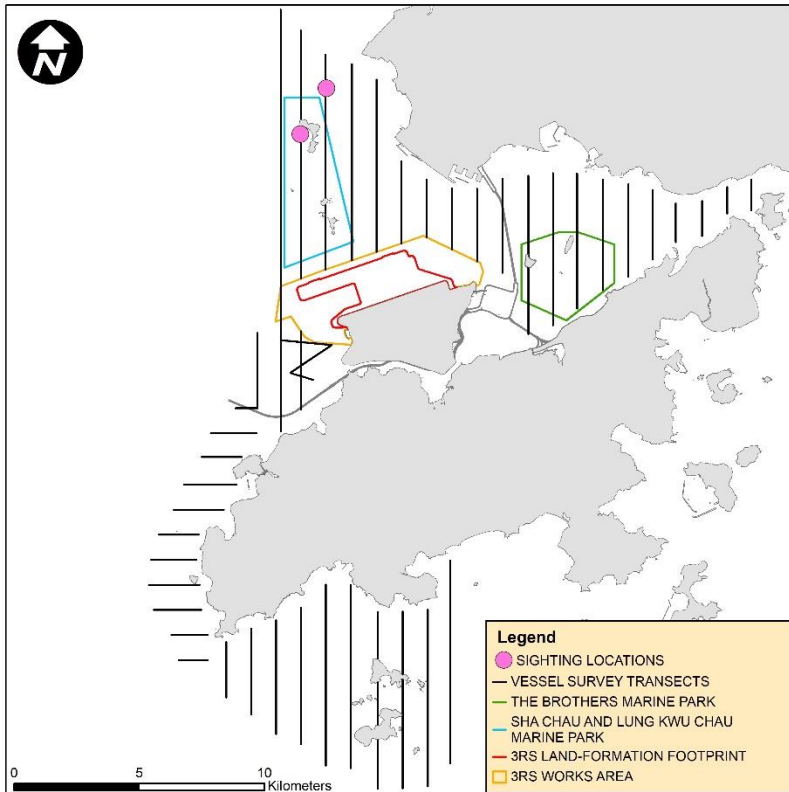 N
Legend
SIGHTING LOCATIONS
VESSEL SURVEY TRANSECTS
THE BROTHERS MARINE PARK
SHA CHAU AND LUNG KWU CHAU
MARINE PARK
3RS LAND-FORMATION FOOTPRINT
3RS WORKS AREA
0 5 10
Kilometers